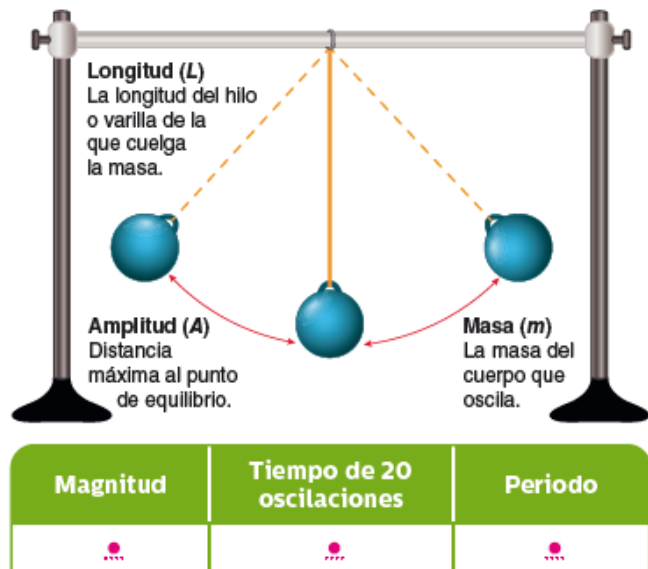 Longitud (L)
La longitud del hilo
o varilla de la
que cuelga
la masa.
Amplitud (A)
Distancia
máxima al punto
de equilibrio.
Masa (m)
La masa del
cuerpo que
oscila.
Magnitud
Tiempo de 20
oscilaciones
Periodo